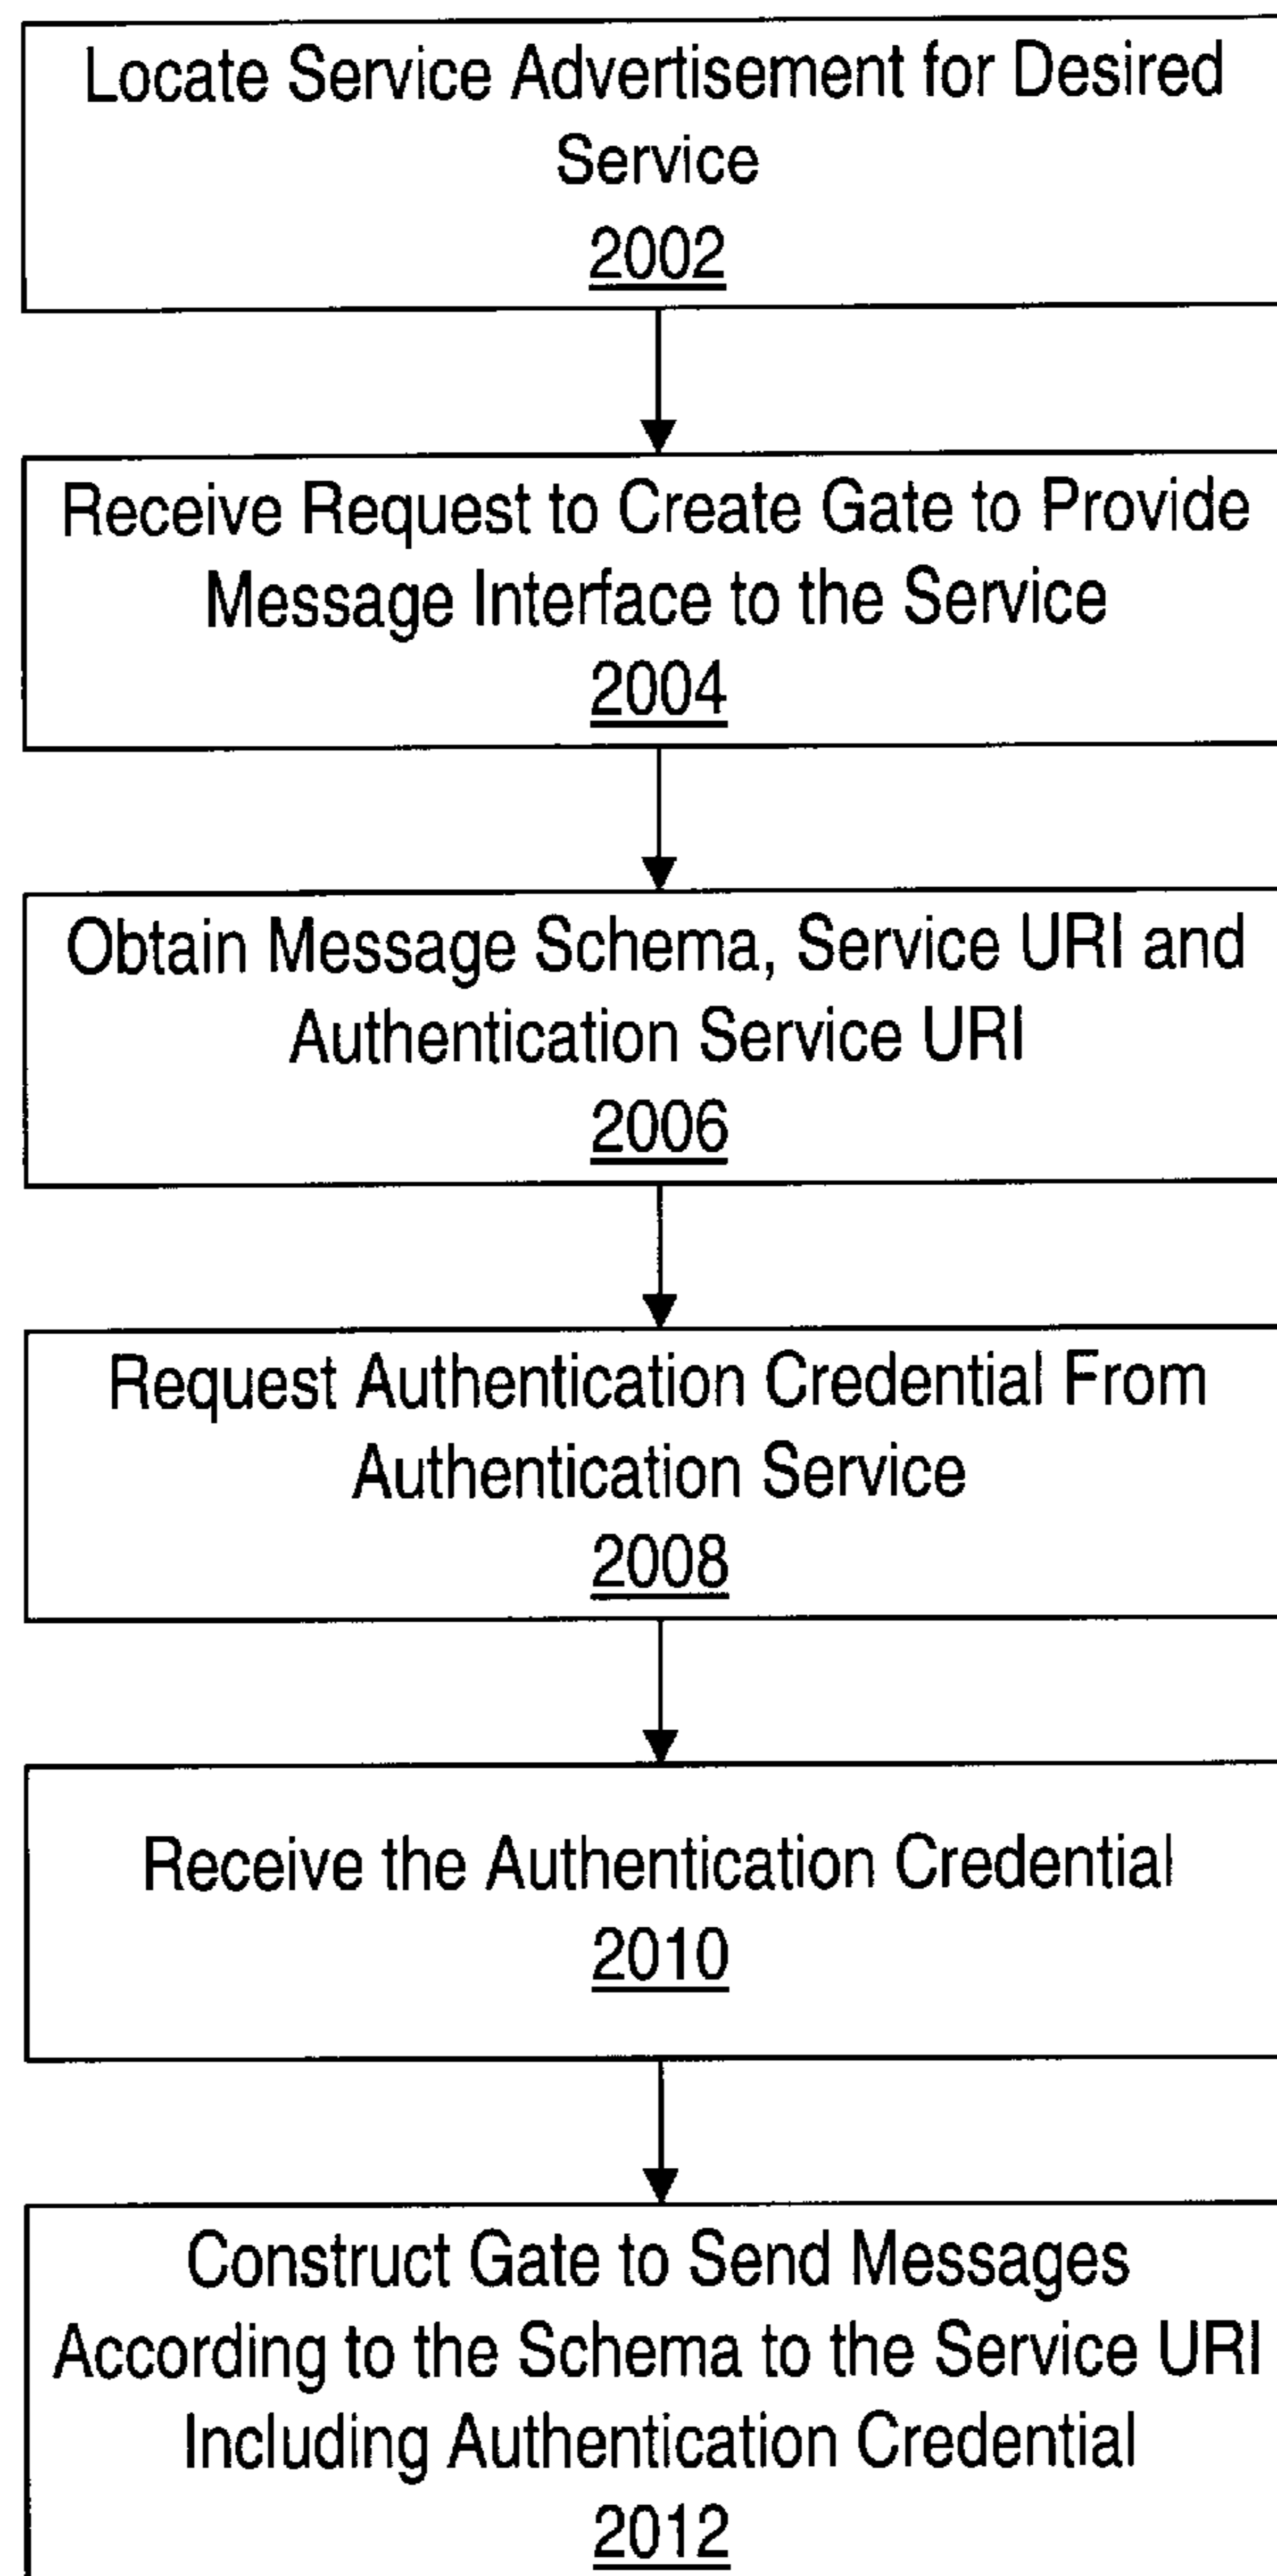 Locate Service Advertisement for Desired
Service
2002
Receive Request to Create Gate to Provide
Message Interface to the Service
2004
Obtain Message Schema, Service URI and
Authentication Service URI
2006
Request Authentication Credential From
Authentication Service
2008
Receive the Authentication Credential
2010
Construct Gate to Send Messages
According to the Schema to the Service URI
Including Authentication Credential
2012